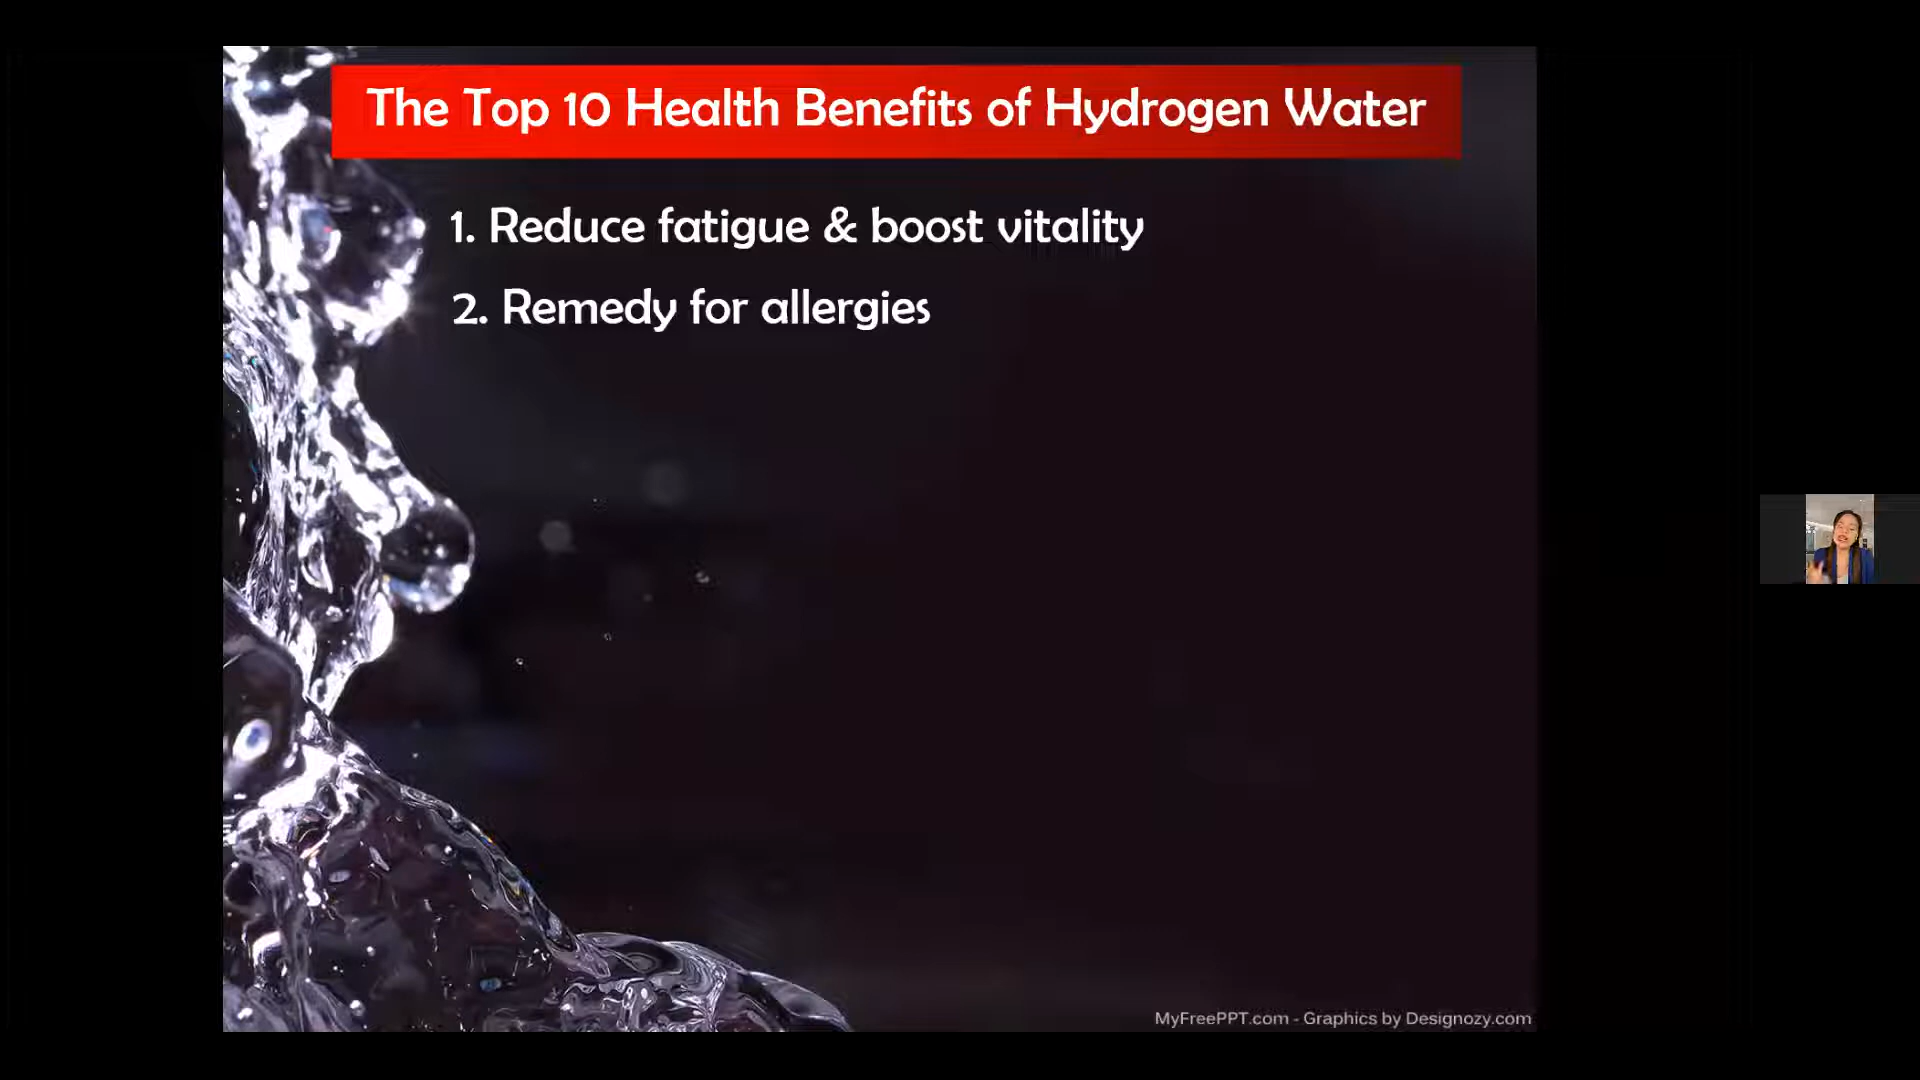 The Top 10 Health Benefits of Hydrogen Water
1. Reduce fatigue & boost vitality
2. Remedy for allergies
MyFreePPT.com - Graphics by Designozy.com